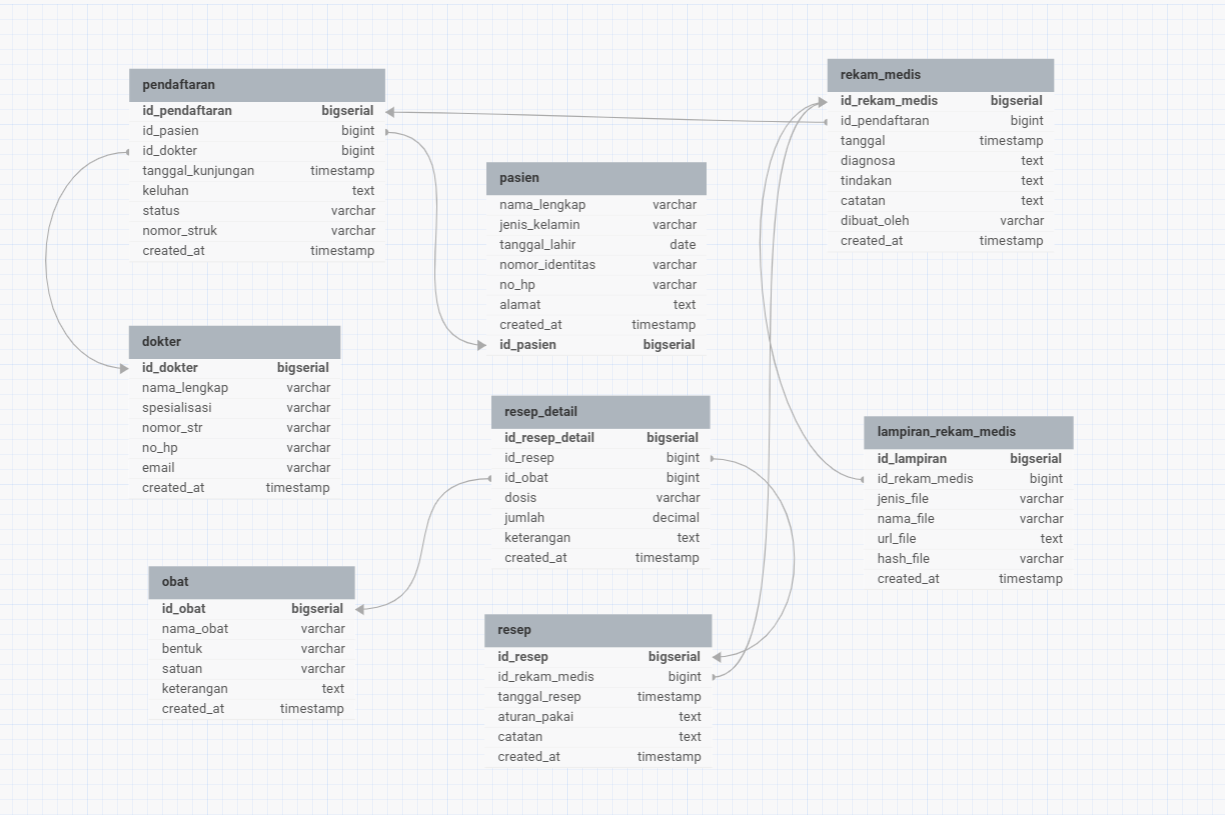 pendaftaran
id_pendaftaran bigserial
id_pasien bigint
id_dokter bigint
tanggal_kunjungan timestamp
keluhan text
status varchar
nomor_struk varchar
created_at timestamp
dokter
id_dokter bigserial
nama_lengkap varchar
spesialisasi varchar
nomor_str varchar
no_hp varchar
email varchar
created_at timestamp
obat
id_obat bigserial
nama_obat varchar
bentuk varchar
satuan varchar
keterangan text
created_at timestamp
pasien
nama_lengkap varchar
jenis_kelamin varchar
tanggal_lahir date
nomor_identitas varchar
no_hp varchar
alamat text
created_at timestamp
id_pasien bigserial
resep_detail
id_resep_detail bigserial
id_resep bigint
id_obat bigint
dosis varchar
jumlah decimal
keterangan text
created_at timestamp
resep
id_resep bigserial
id_rekam_medis bigint
tanggal_resep timestamp
aturan_pakai text
catatan text
created_at timestamp
rekam_medis
id_rekam_medis bigserial
id_pendaftaran bigint
tanggal timestamp
diagnosa text
tindakan text
catatan text
dibuat_oleh varchar
created_at timestamp
lampiran_rekam_medis
id_lampiran bigserial
id_rekam_medis bigint
jenis_file varchar
nama_file varchar
url_file text
hash_file varchar
created_at timestamp